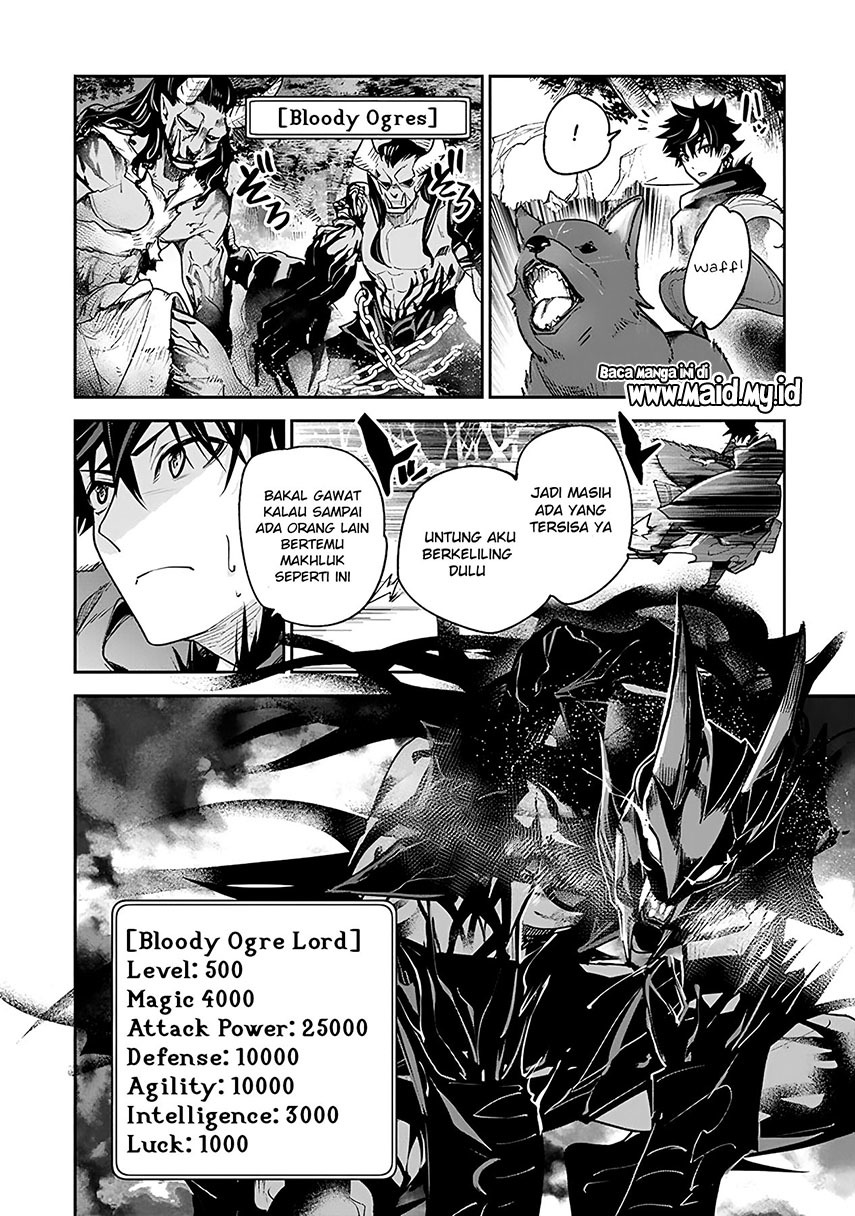 !
Waff!
[Bloody Ogres]
ぞろ
ぞろ
Baca Manga ini di
www.Maid.My.id
JADI MASIH
ADA YANG
TERSISA YA
UNTUNG AKU
BERKELILING
DULU
BAKAL GAWAT
KALAU SAMPAI
ADA ORANG LAIN
BERTEMU
MAKHLUK
SEPERTI INI
[Bloody Ogre Lord]
Level: 500
Magic 4000
Attack Power: 25000
Defense: 10000
Agility: 10000
Intelligence: 3000
Luck: 1000